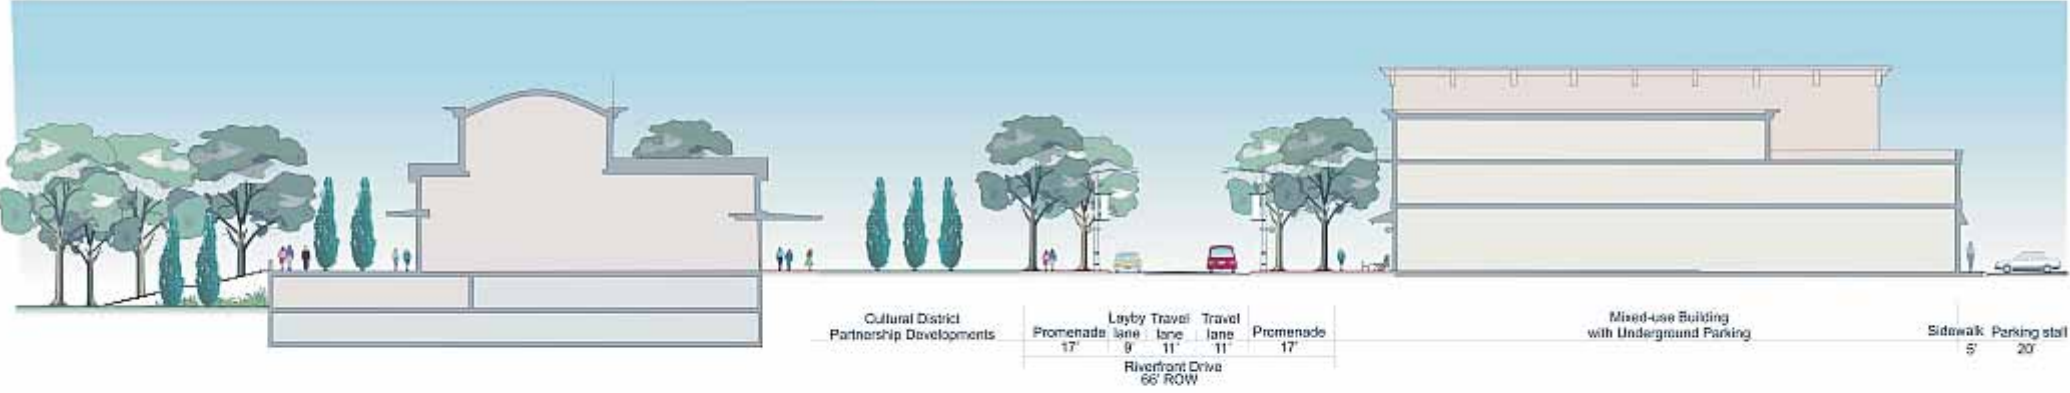 Cultural District
Partnership Developments
Promenade
17'
Layby
lane
9'
Travel
lane
11'
Travel
lane
11'
Promenade
17'
Riverfront Drive
66' ROW
Mixed-use Building
with Underground Parking
Sidewalk
5'
Parking stall
20'